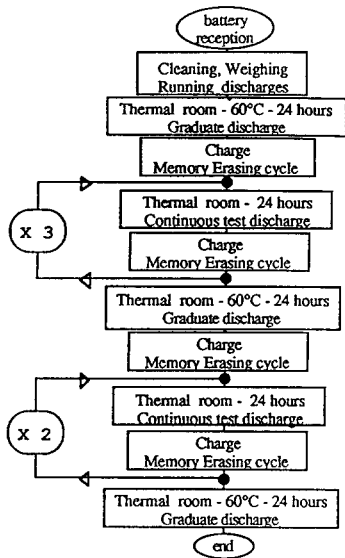 battery
reception
Cleaning, Weighing
Running discharges
Thermal room - 60°C - 24 hours
Graduate discharge
Charge
Memory Erasing cycle
Thermal room - 24 hours
Continuous test discharge
X 3
Charge
Memory Erasing cycle
Thermal room - 60°C - 24 hours
Graduate discharge
Charge
Memory Erasing cycle
Thermal room - 24 hours
Continuous test discharge
X 2
Charge
Memory Erasing cycle
Thermal room - 60°C - 24 hours
Graduate discharge
end